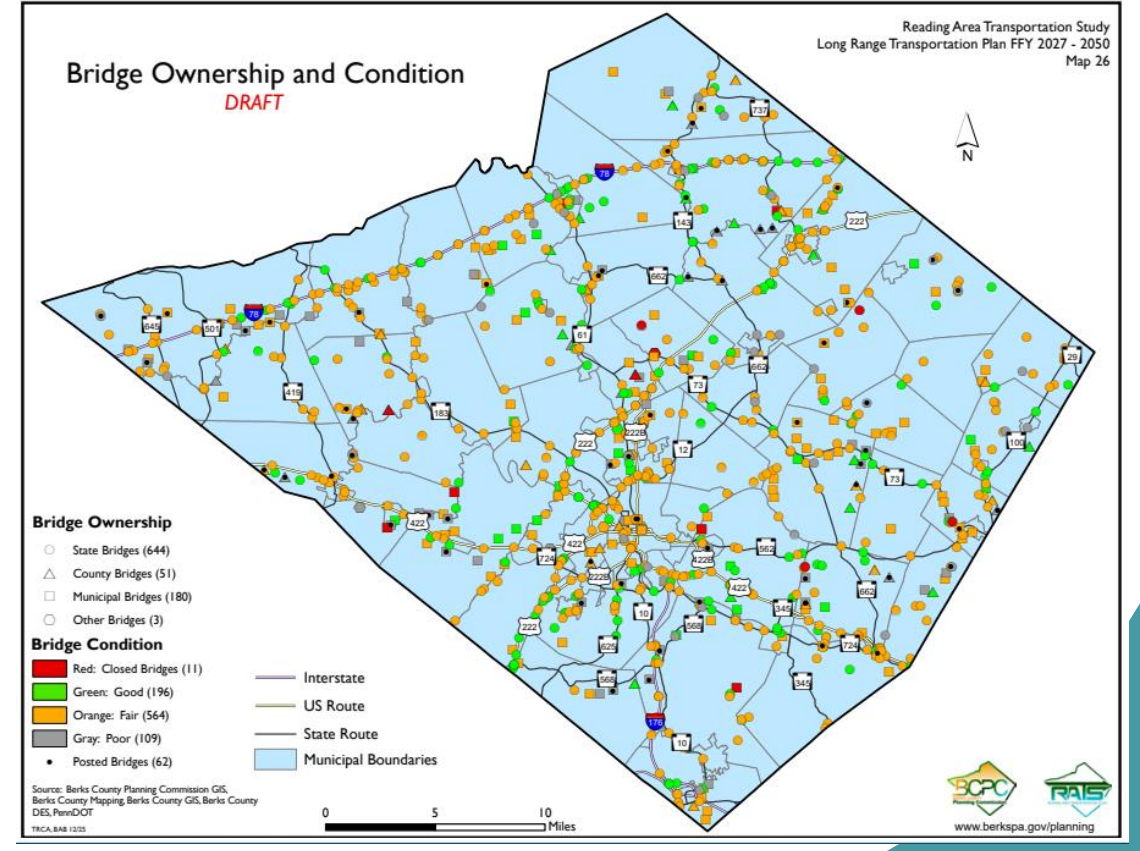 Reading Area Transportation Study
Long Range Transportation Plan FFY 2027 - 2050
Map 26
Bridge Ownership and Condition
DRAFT
N
737
78
143
222
662
78
645
501
61
419
662
29
73
183
222B
222
12
100
73
422
422
724
562
422B
222B
422
662
345
10
222
568
625
724
568
345
176
10
Bridge Ownership
State Bridges (644)
County Bridges (51)
Municipal Bridges (180)
Other Bridges (3)
Bridge Condition
Red: Closed Bridges (11)
Green: Good (196)
Orange: Fair (564)
Gray: Poor (109)
Posted Bridges (62)
Interstate
US Route
State Route
Municipal Boundaries
Source: Berks County Planning Commission GIS,
Berks County Mapping, Berks County GIS, Berks County
DES, PennDOT
TRCA, BAB 12/25
0 5 10 Miles
BCPC
Planning Commission
RATS
www.berkspa.gov/planning